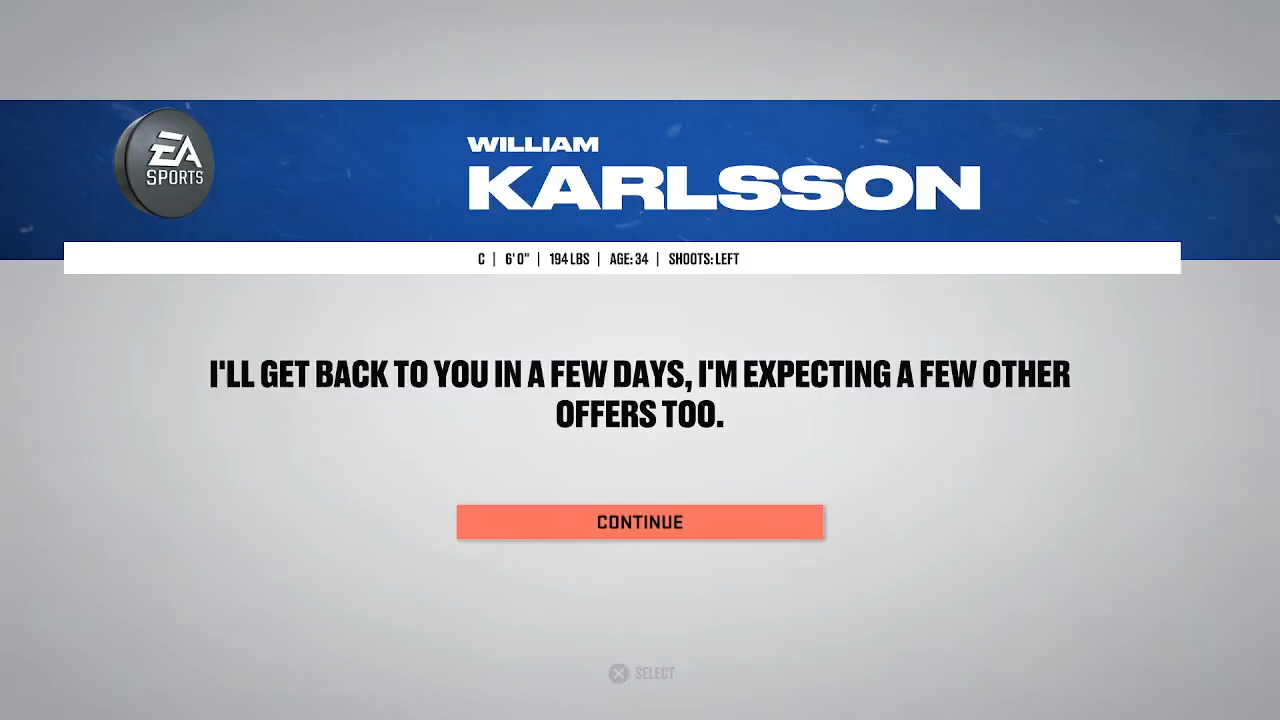 EA
SPORTS
WILLIAM
KARLSSON
C | 6' 0" | 194 LBS | AGE: 34 | SHOOTS: LEFT
I'LL GET BACK TO YOU IN A FEW DAYS, I'M EXPECTING A FEW OTHER
OFFERS TOO.
CONTINUE
SELECT